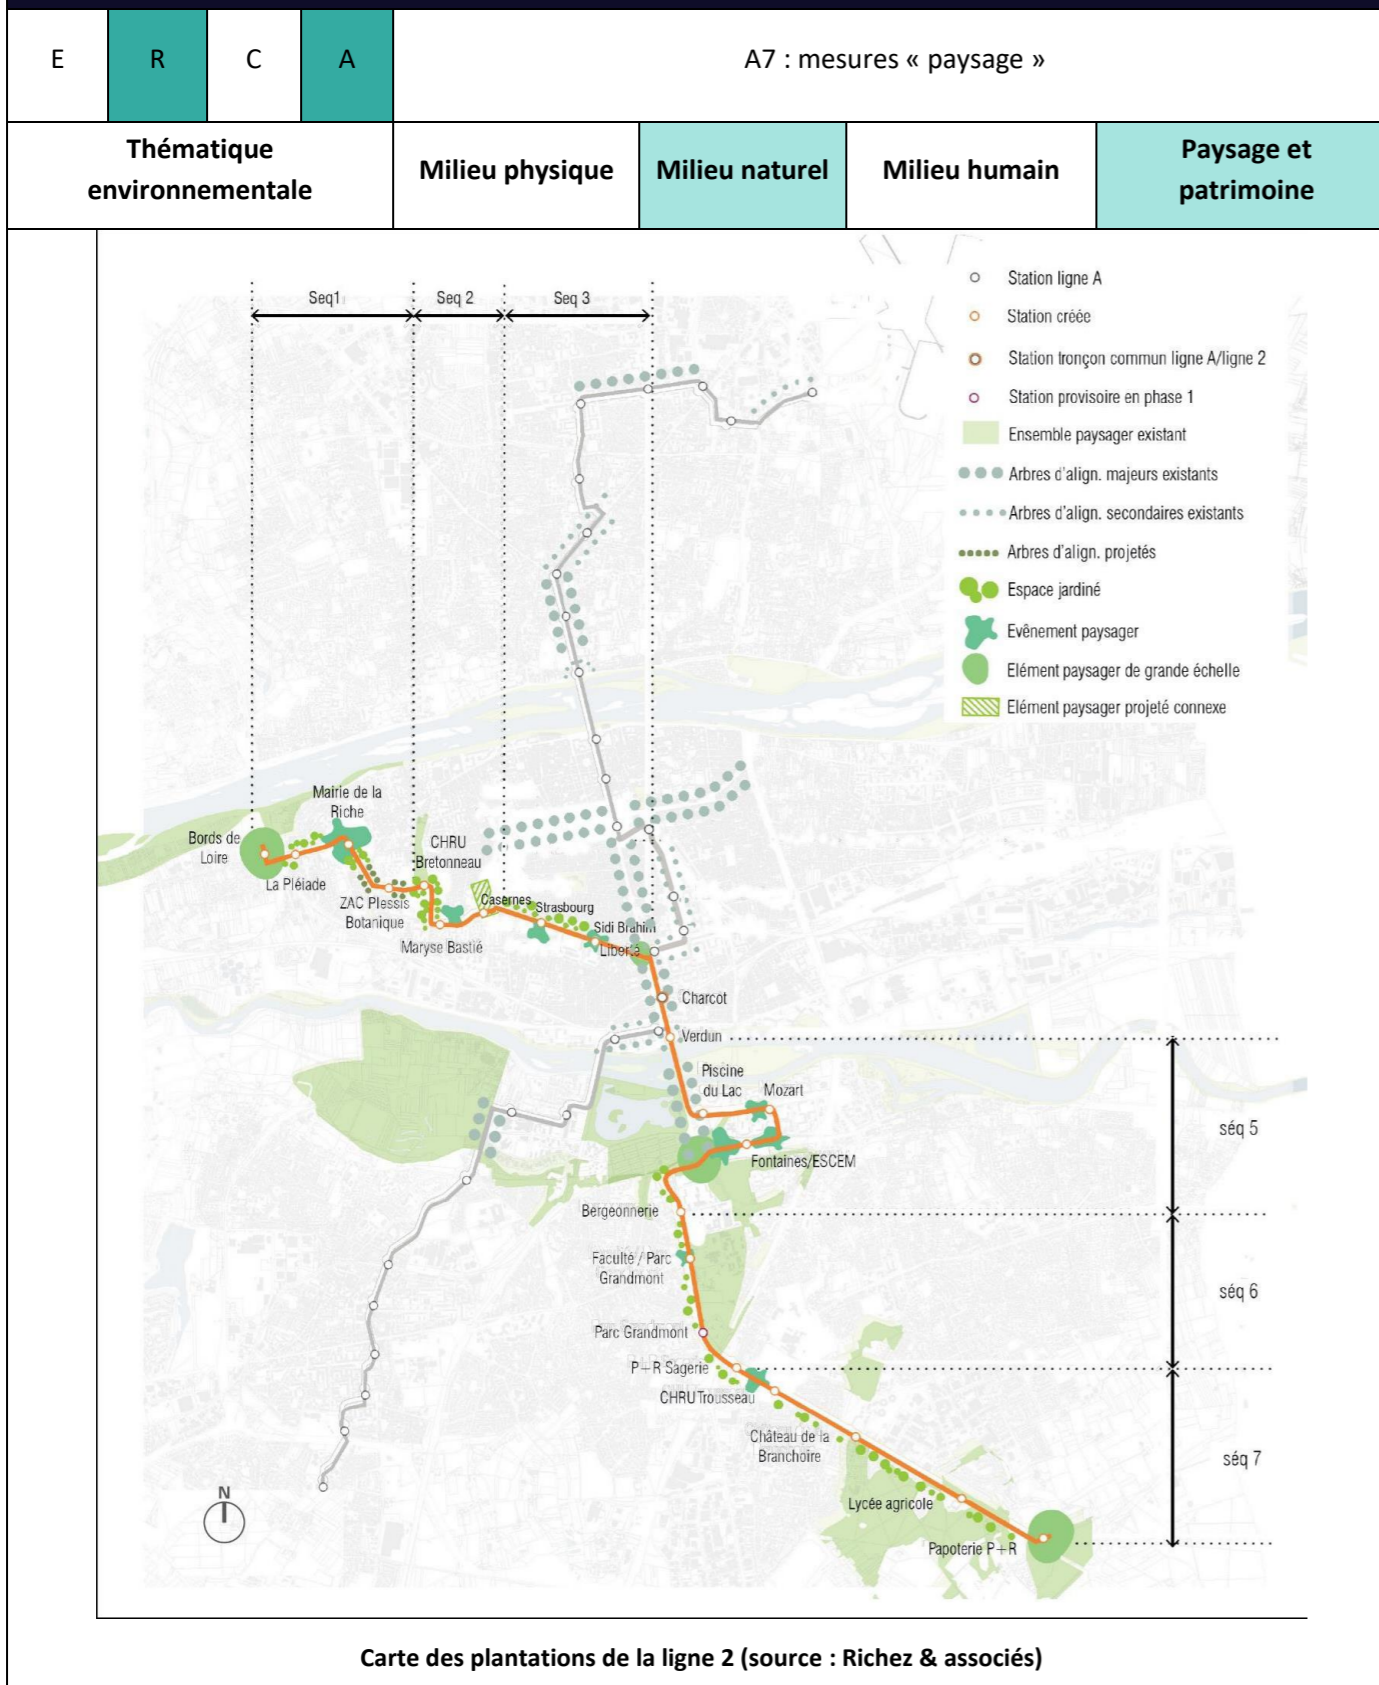 E
R
C
A
A7 : mesures « paysage »
Thématique
environnementale
Milieu physique
Milieu naturel
Milieu humain
Paysage et
patrimoine
Seq1
Seq 2
Seq 3
Station ligne A
Station créée
Station tronçon commun ligne A/ligne 2
Station provisoire en phase 1
Ensemble paysager existant
Arbres d'align. majeurs existants
Arbres d'align. secondaires existants
Arbres d'align. projetés
Espace jardiné
Evênement paysager
Elément paysager de grande échelle
Elément paysager projeté connexe
Mairie de la
Riche
Bords de
Loire
La Pléiade
ZAC Plessis
Botanique
CHRU
Bretonneau
Maryse Bastié
Casernes
Strasbourg
Sidi Brahim
Liberté
Charcot
Verdun
Piscine
du Lac
Mozart
Fontaines/ESCEM
séq 5
Bergeonnerie
Faculté / Parc
Grandmont
séq 6
Parc Grandmont
P+R Sagerie
CHRU Trousseau
Château de la
Branchoire
séq 7
Lycée agricole
Papoterie P+R
N
Carte des plantations de la ligne 2 (source : Richez & associés)